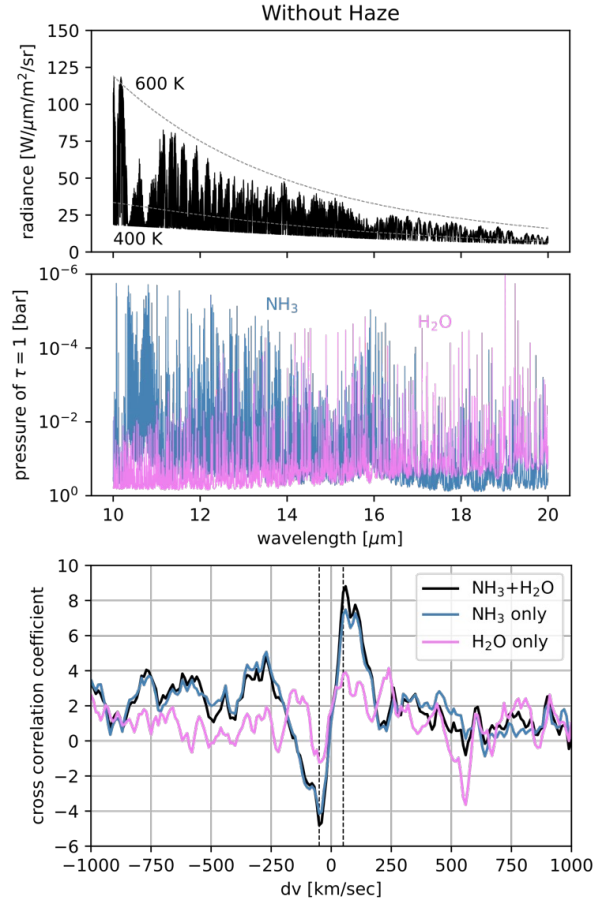 Without Haze
150
125
100
75
50
25
0
radiance [W/μm/m²/sr]
600 K
400 K
10⁻⁶
10⁻⁴
10⁻²
10⁰
pressure of τ = 1 [bar]
NH₃
H₂O
10 12 14 16 18 20
wavelength [μm]
10
8
6
4
2
0
−2
−4
−6
cross correlation coefficient
NH₃+H₂O
NH₃ only
H₂O only
−1000 −750 −500 −250 0 250 500 750 1000
dv [km/sec]